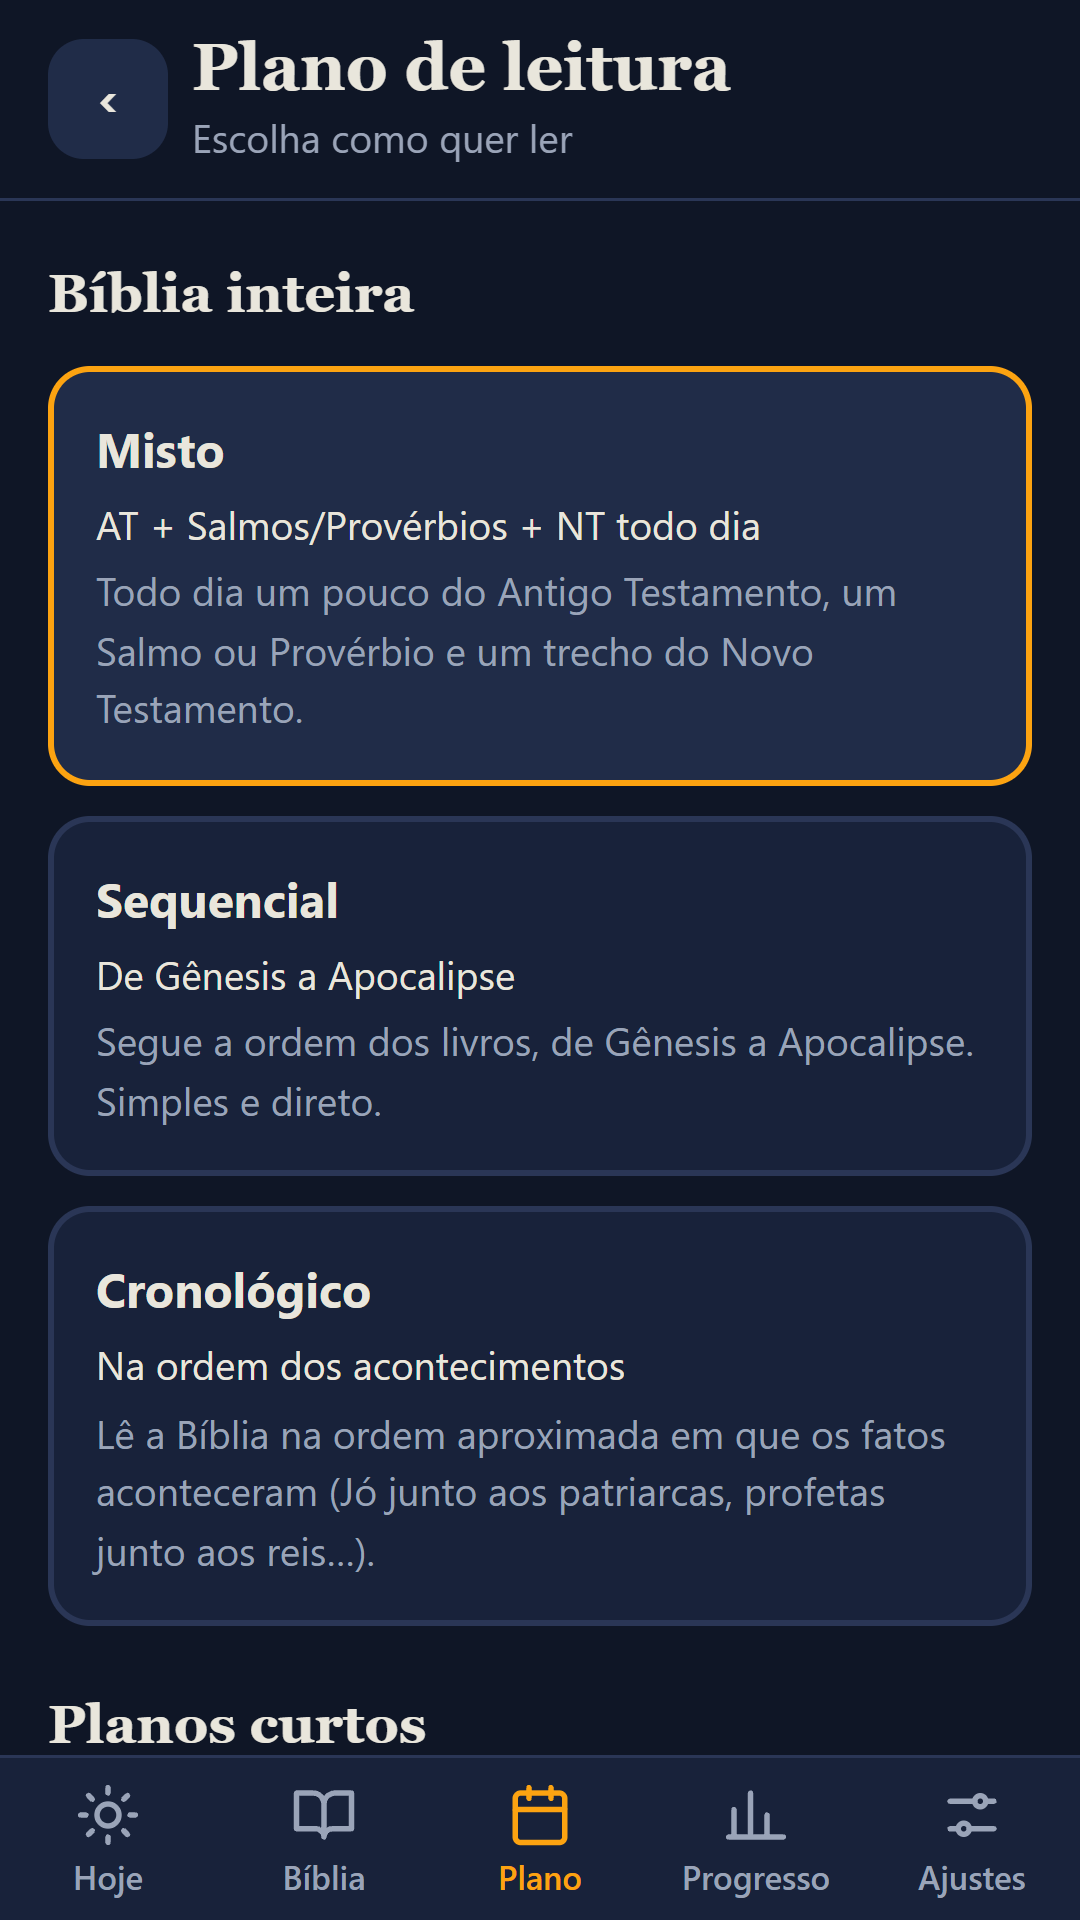 Plano de leitura
Escolha como quer ler
Bíblia inteira
Misto
AT + Salmos/Provérbios + NT todo dia
Todo dia um pouco do Antigo Testamento, um
Salmo ou Provérbio e um trecho do Novo
Testamento.
Sequencial
De Gênesis a Apocalipse
Segue a ordem dos livros, de Gênesis a Apocalipse.
Simples e direto.
Cronológico
Na ordem dos acontecimentos
Lê a Bíblia na ordem aproximada em que os fatos
aconteceram (Jó junto aos patriarcas, profetas
junto aos reis…).
Planos curtos
Hoje
Bíblia
Plano
Progresso
Ajustes